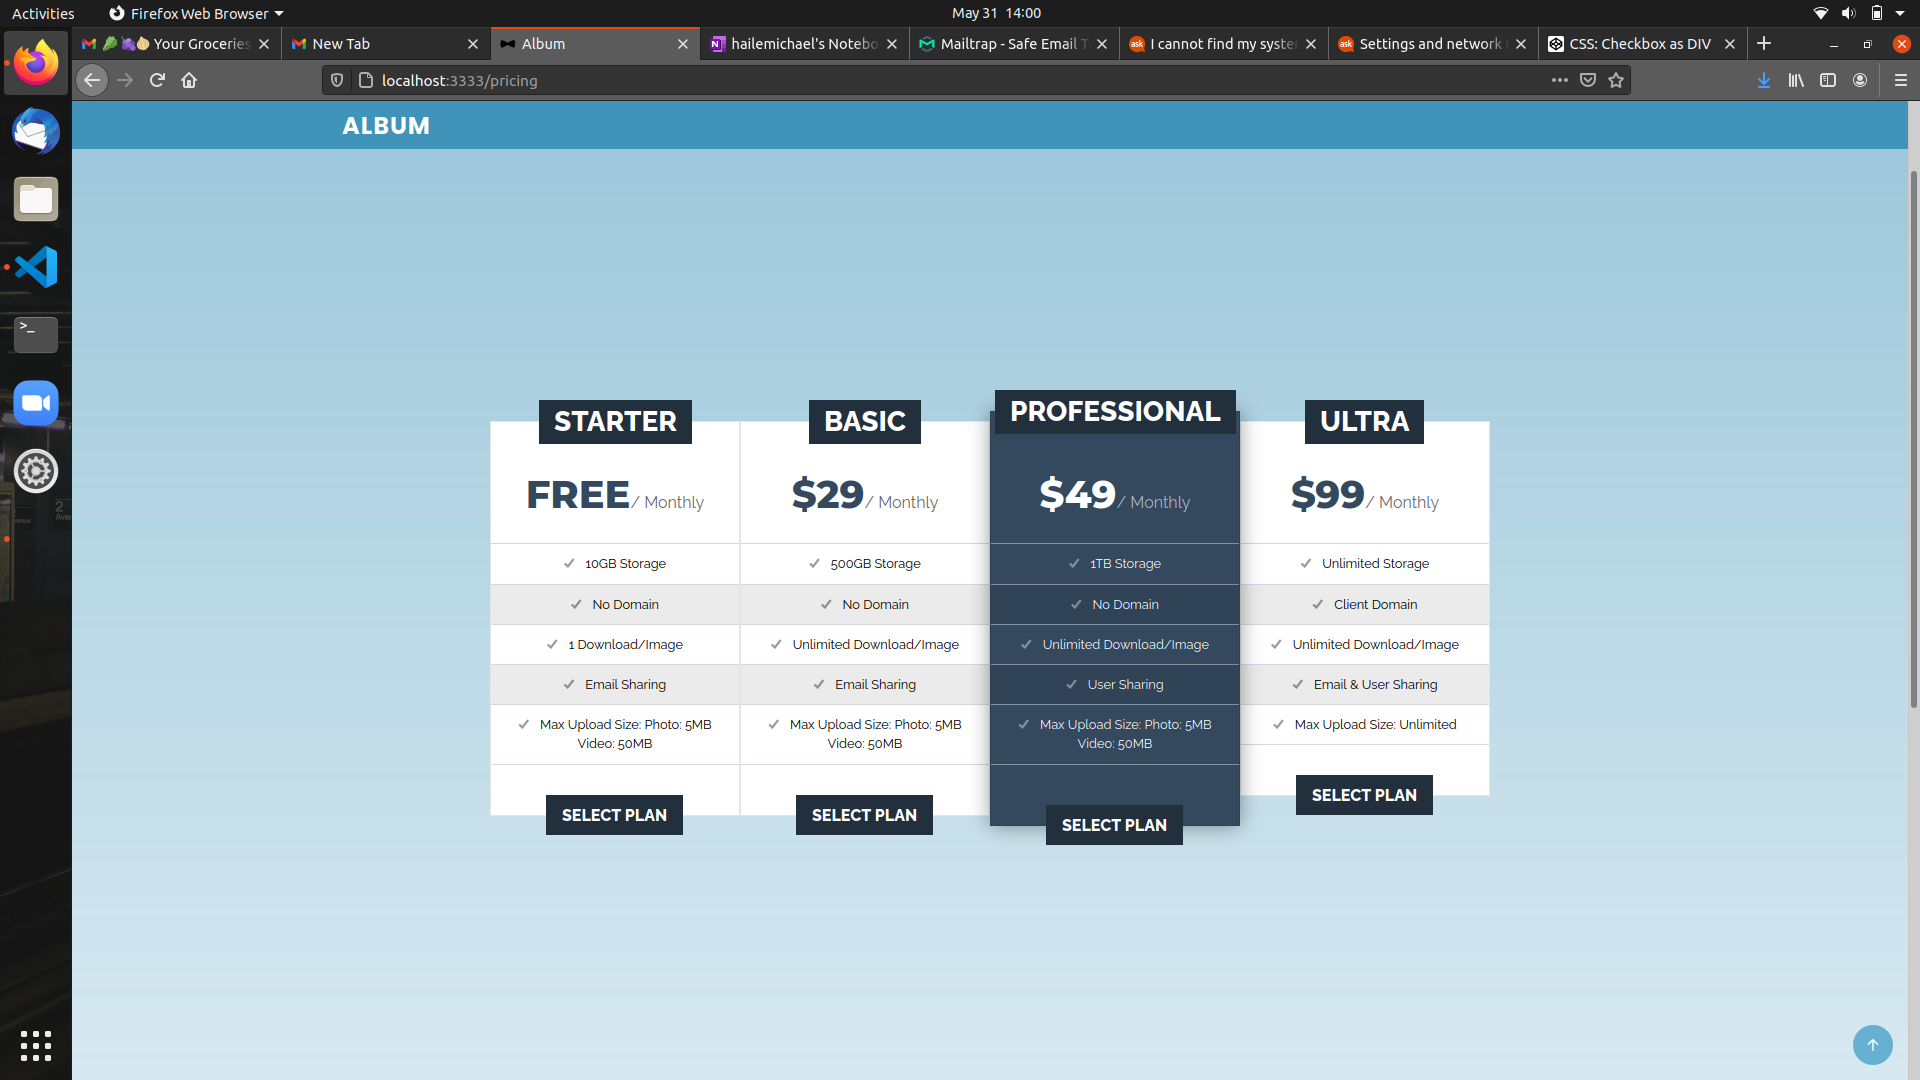 Activities
Firefox Web Browser
May 31 14:00
Your Groceries
New Tab
Album
hailemichael's Notebo
Mailtrap - Safe Email T
I cannot find my syste
Settings and network
CSS: Checkbox as DIV
localhost:3333/pricing
ALBUM
STARTER
FREE/ Monthly
10GB Storage
No Domain
1 Download/Image
Email Sharing
Max Upload Size: Photo: 5MB
Video: 50MB
SELECT PLAN
BASIC
$29/ Monthly
500GB Storage
No Domain
Unlimited Download/Image
Email Sharing
Max Upload Size: Photo: 5MB
Video: 50MB
SELECT PLAN
PROFESSIONAL
$49/ Monthly
1TB Storage
No Domain
Unlimited Download/Image
User Sharing
Max Upload Size: Photo: 5MB
Video: 50MB
SELECT PLAN
ULTRA
$99/ Monthly
Unlimited Storage
Client Domain
Unlimited Download/Image
Email & User Sharing
Max Upload Size: Unlimited
SELECT PLAN